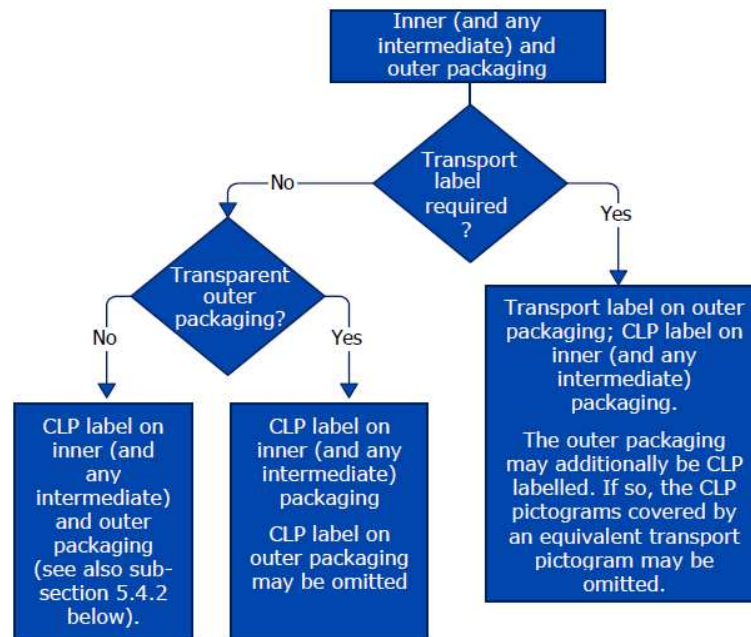 Inner (and any
intermediate) and
outer packaging
Transport
label
required
?
No
Yes
Transparent
outer
packaging?
No
Yes
Transport label on outer
packaging; CLP label on
inner (and any
intermediate)
packaging.
The outer packaging
may additionally be CLP
labelled. If so, the CLP
pictograms covered by
an equivalent transport
pictogram may be
omitted.
CLP label on
inner (and
any
intermediate)
and outer
packaging
(see also sub-
section 5.4.2
below).
CLP label on
inner (and any
intermediate)
packaging
CLP label on
outer packaging
may be omitted